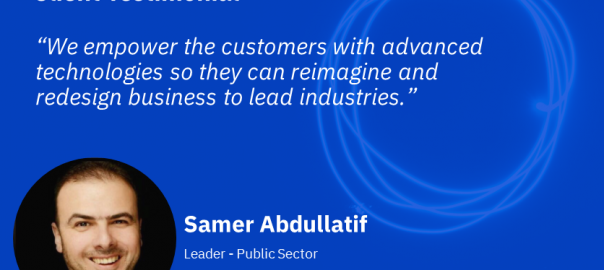 “We empower the customers with advanced
technologies so they can reimagine and
redesign business to lead industries.”
Samer Abdullatif
Leader - Public Sector